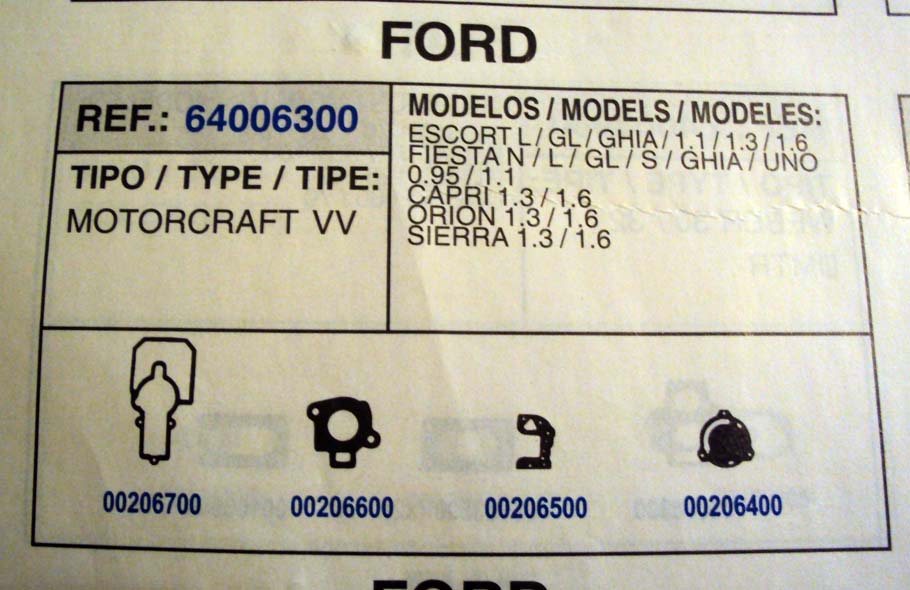 FORD
REF.: 64006300
TIPO / TYPE / TIPE:
MOTORCRAFT VV
MODELOS / MODELS / MODELES:
ESCORT L / GL / GHIA / 1.1 / 1.3 / 1.6
FIESTA N / L / GL / S / GHIA / UNO
0.95 / 1.1
CAPRI 1.3 / 1.6
ORION 1.3 / 1.6
SIERRA 1.3 / 1.6
00206700 00206600 00206500 00206400
FORD